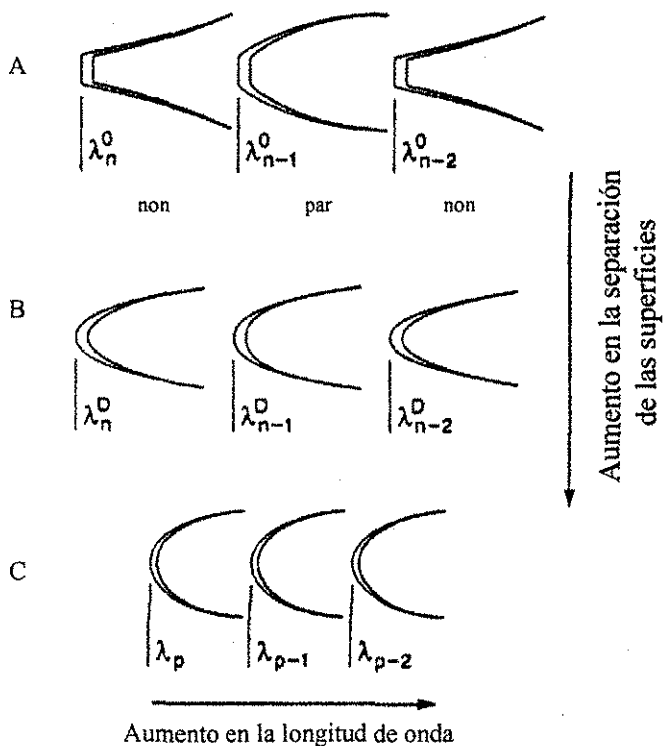 A
λ⁰ₙ λ⁰ₙ₋₁ λ⁰ₙ₋₂
non par non
B
λᴰₙ λᴰₙ₋₁ λᴰₙ₋₂
C
λₚ λₚ₋₁ λₚ₋₂
Aumento en la longitud de onda
Aumento en la separación
de las superficies